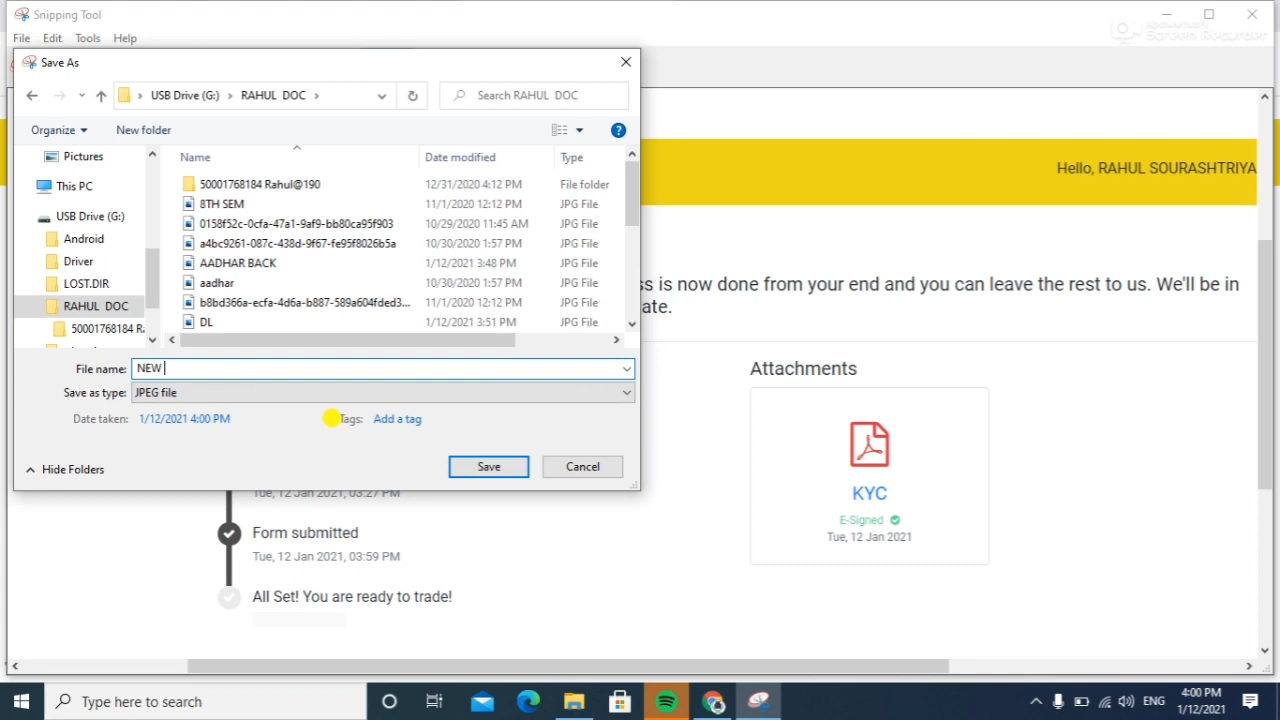 Snipping Tool
File Edit Tools Help
Apowersoft
Screen Recorder
Save As
USB Drive (G:) RAHUL DOC
Search RAHUL DOC
Organize New folder
Pictures
This PC
USB Drive (G:)
Android
Driver
LOST.DIR
RAHUL DOC
50001768184 Ra
Name Date modified Type
50001768184 Rahul@190 12/31/2020 4:12 PM File folder
8TH SEM 11/1/2020 12:12 PM JPG File
0158f52c-0cfa-47a1-9af9-bb80ca95f903 10/29/2020 11:45 AM JPG File
a4bc9261-087c-438d-9f67-fe95f8026b5a 10/30/2020 1:57 PM JPG File
AADHAR BACK 1/12/2021 3:48 PM JPG File
aadhar 10/30/2020 1:57 PM JPG File
b8bd366a-ecfa-4d6a-b887-589a604fded3... 11/1/2020 12:12 PM JPG File
DL 1/12/2021 3:51 PM JPG File
File name: NEW
Save as type: JPEG file
Date taken: 1/12/2021 4:00 PM Tags: Add a tag
Hide Folders Save Cancel
Hello, RAHUL SOURASHTRIYA
ss is now done from your end and you can leave the rest to us. We'll be in
ate.
Attachments
KYC
E-Signed
Tue, 12 Jan 2021
Tue, 12 Jan 2021, 03:27 PM
Form submitted
Tue, 12 Jan 2021, 03:59 PM
All Set! You are ready to trade!
Type here to search
ENG
4:00 PM
1/12/2021